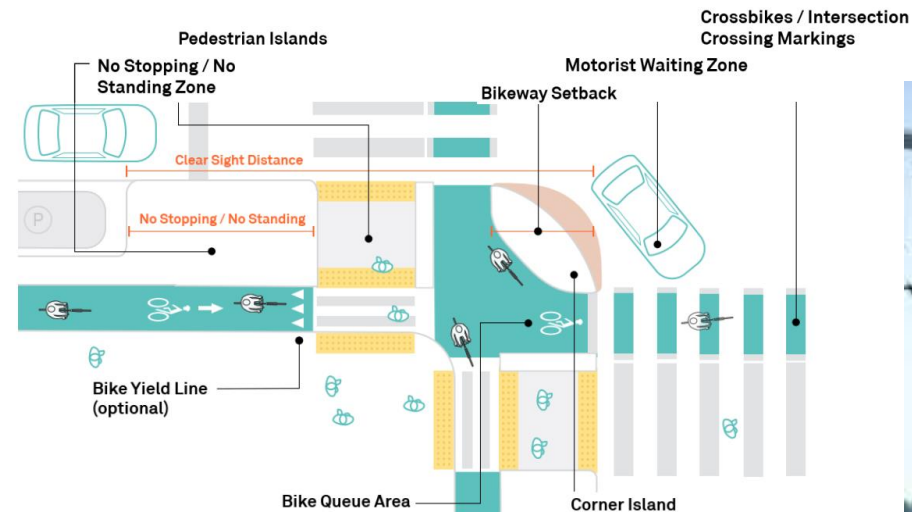 Crossbikes / Intersection
Crossing Markings
Pedestrian Islands
Motorist Waiting Zone
No Stopping / No
Standing Zone
Bikeway Setback
Clear Sight Distance
P
No Stopping / No Standing
Bike Yield Line
(optional)
Bike Queue Area
Corner Island